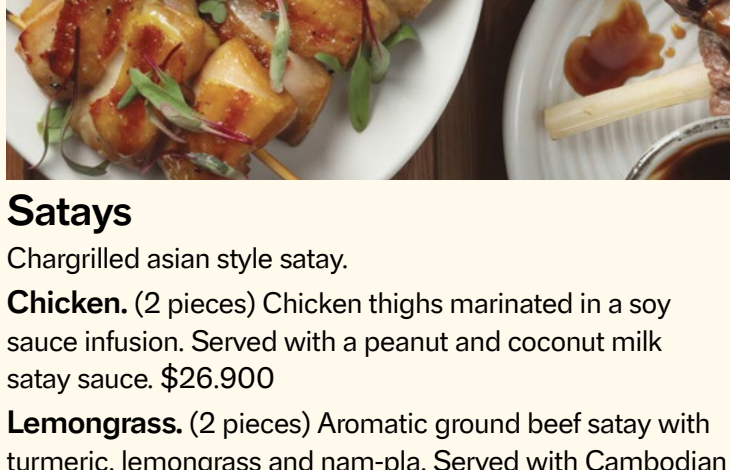 Satays
Chargrilled asian style satay.
Chicken. (2 pieces) Chicken thighs marinated in a soy
sauce infusion. Served with a peanut and coconut milk
satay sauce. $26.900
Lemongrass. (2 pieces) Aromatic ground beef satay with
turmeric, lemongrass and nam-pla. Served with Cambodian